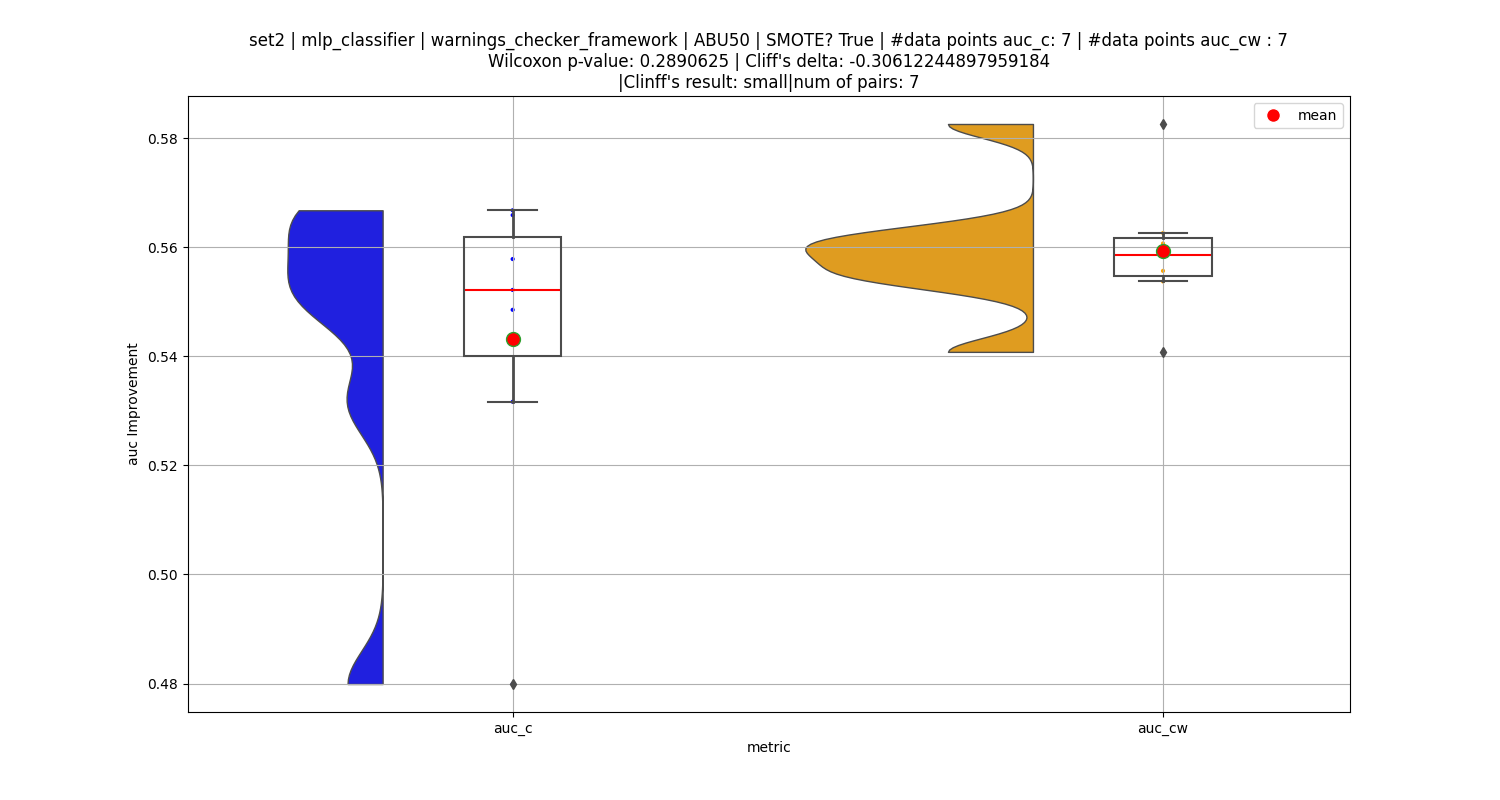 set2 | mlp_classifier | warnings_checker_framework | ABU50 | SMOTE? True | #data points auc_c: 7 | #data points auc_cw : 7
Wilcoxon p-value: 0.2890625 | Cliff's delta: -0.30612244897959184
|Clinff's result: small|num of pairs: 7
mean
0.58
0.56
0.54
0.52
0.50
0.48
auc Improvement
auc_c
auc_cw
metric